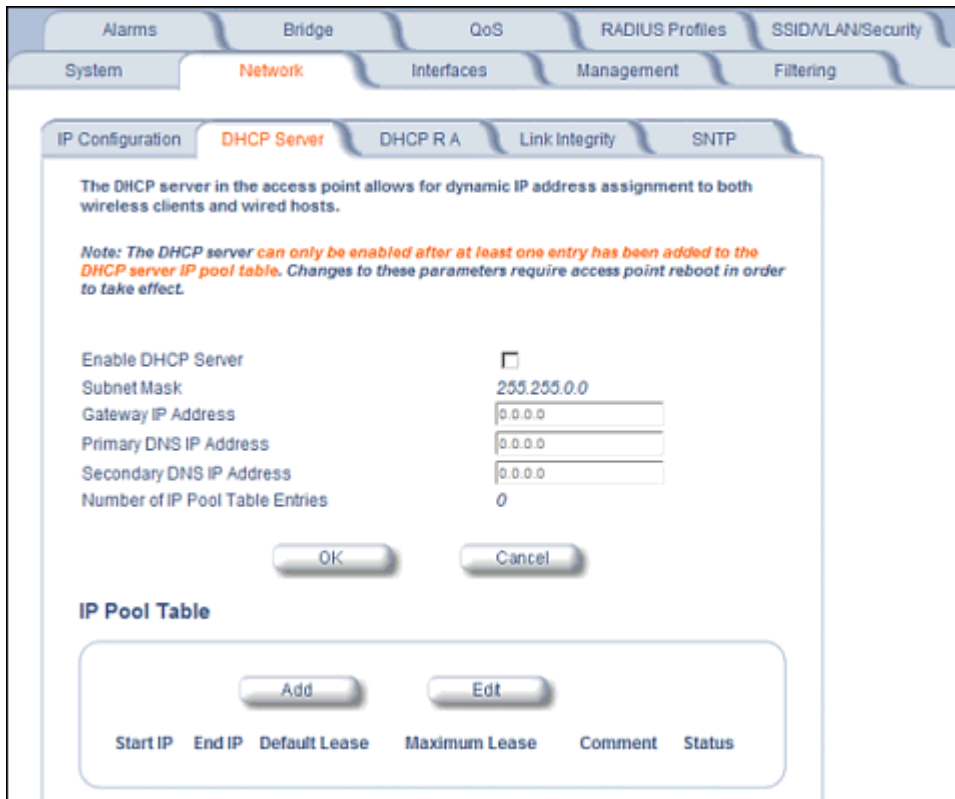 Alarms Bridge QoS RADIUS Profiles SSID/VLAN/Security
System Network Interfaces Management Filtering
IP Configuration DHCP Server DHCP R A Link Integrity SNTP
The DHCP server in the access point allows for dynamic IP address assignment to both
wireless clients and wired hosts.
Note: The DHCP server can only be enabled after at least one entry has been added to the
DHCP server IP pool table. Changes to these parameters require access point reboot in order
to take effect.
Enable DHCP Server
Subnet Mask 255.255.0.0
Gateway IP Address 0.0.0.0
Primary DNS IP Address 0.0.0.0
Secondary DNS IP Address 0.0.0.0
Number of IP Pool Table Entries 0
OK Cancel
IP Pool Table
Add Edit
Start IP End IP Default Lease Maximum Lease Comment Status